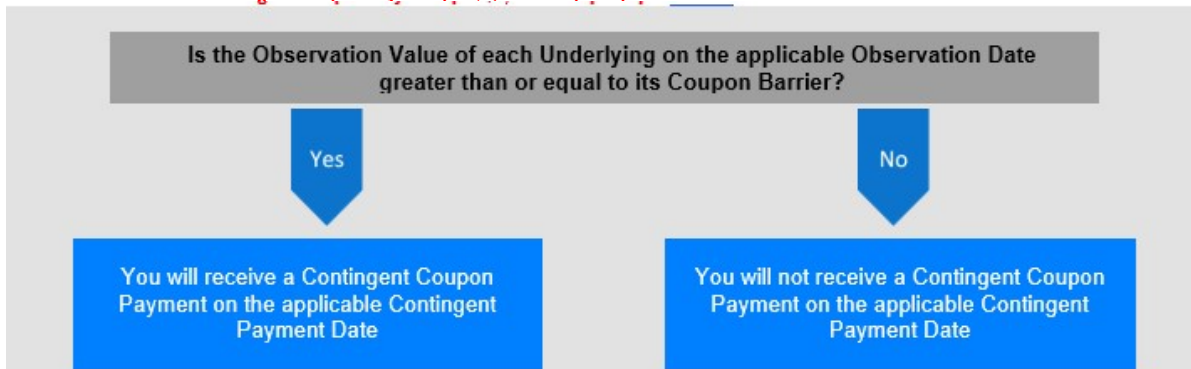 Is the Observation Value of each Underlying on the applicable Observation Date
greater than or equal to its Coupon Barrier?
Yes
No
You will receive a Contingent Coupon
Payment on the applicable Contingent
Payment Date
You will not receive a Contingent Coupon
Payment on the applicable Contingent
Payment Date